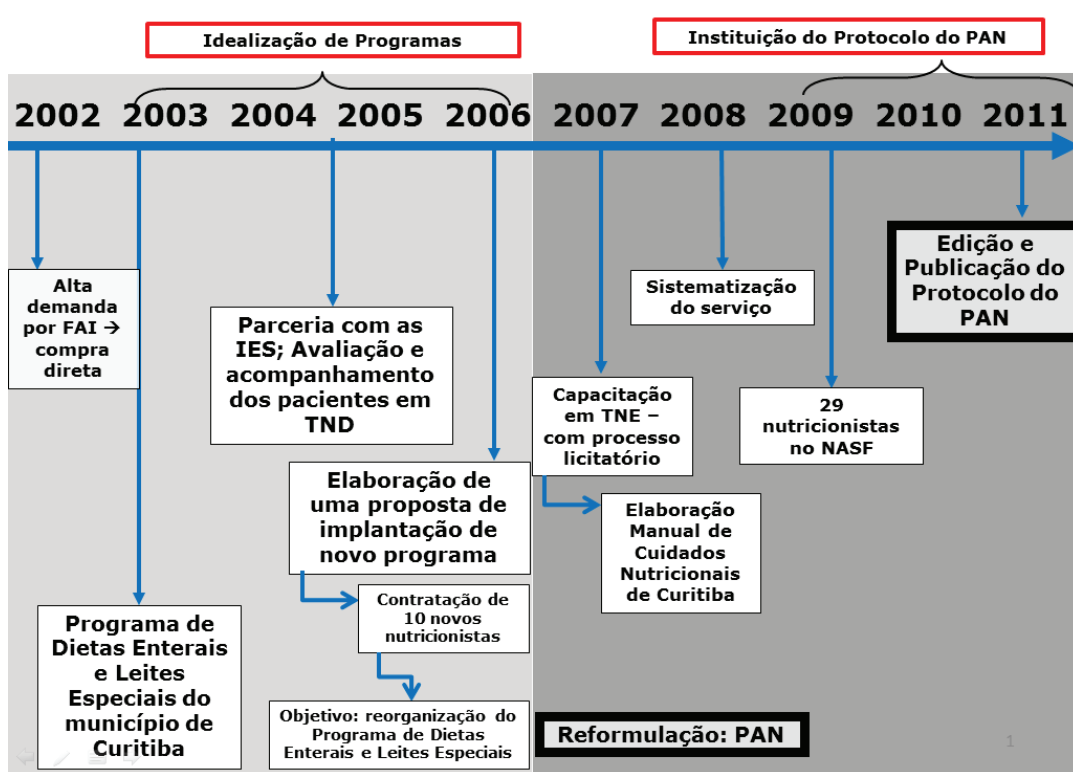 Idealização de Programas
Instituição do Protocolo do PAN
2002 2003 2004 2005 2006 2007 2008 2009 2010 2011
Alta
demanda
por FAI →
compra
direta
Programa de
Dietas Enterais
e Leites
Especiais do
município de
Curitiba
Parceria com as
IES; Avaliação e
acompanhamento
dos pacientes em
TND
Elaboração de
uma proposta de
implantação de
novo programa
Contratação de
10 novos
nutricionistas
Objetivo: reorganização do
Programa de Dietas
Enterais e Leites Especiais
Capacitação
em TNE –
com processo
licitatório
Elaboração
Manual de
Cuidados
Nutricionais
de Curitiba
Sistematização
do serviço
29
nutricionistas
no NASF
Edição e
Publicação do
Protocolo do
PAN
Reformulação: PAN
1